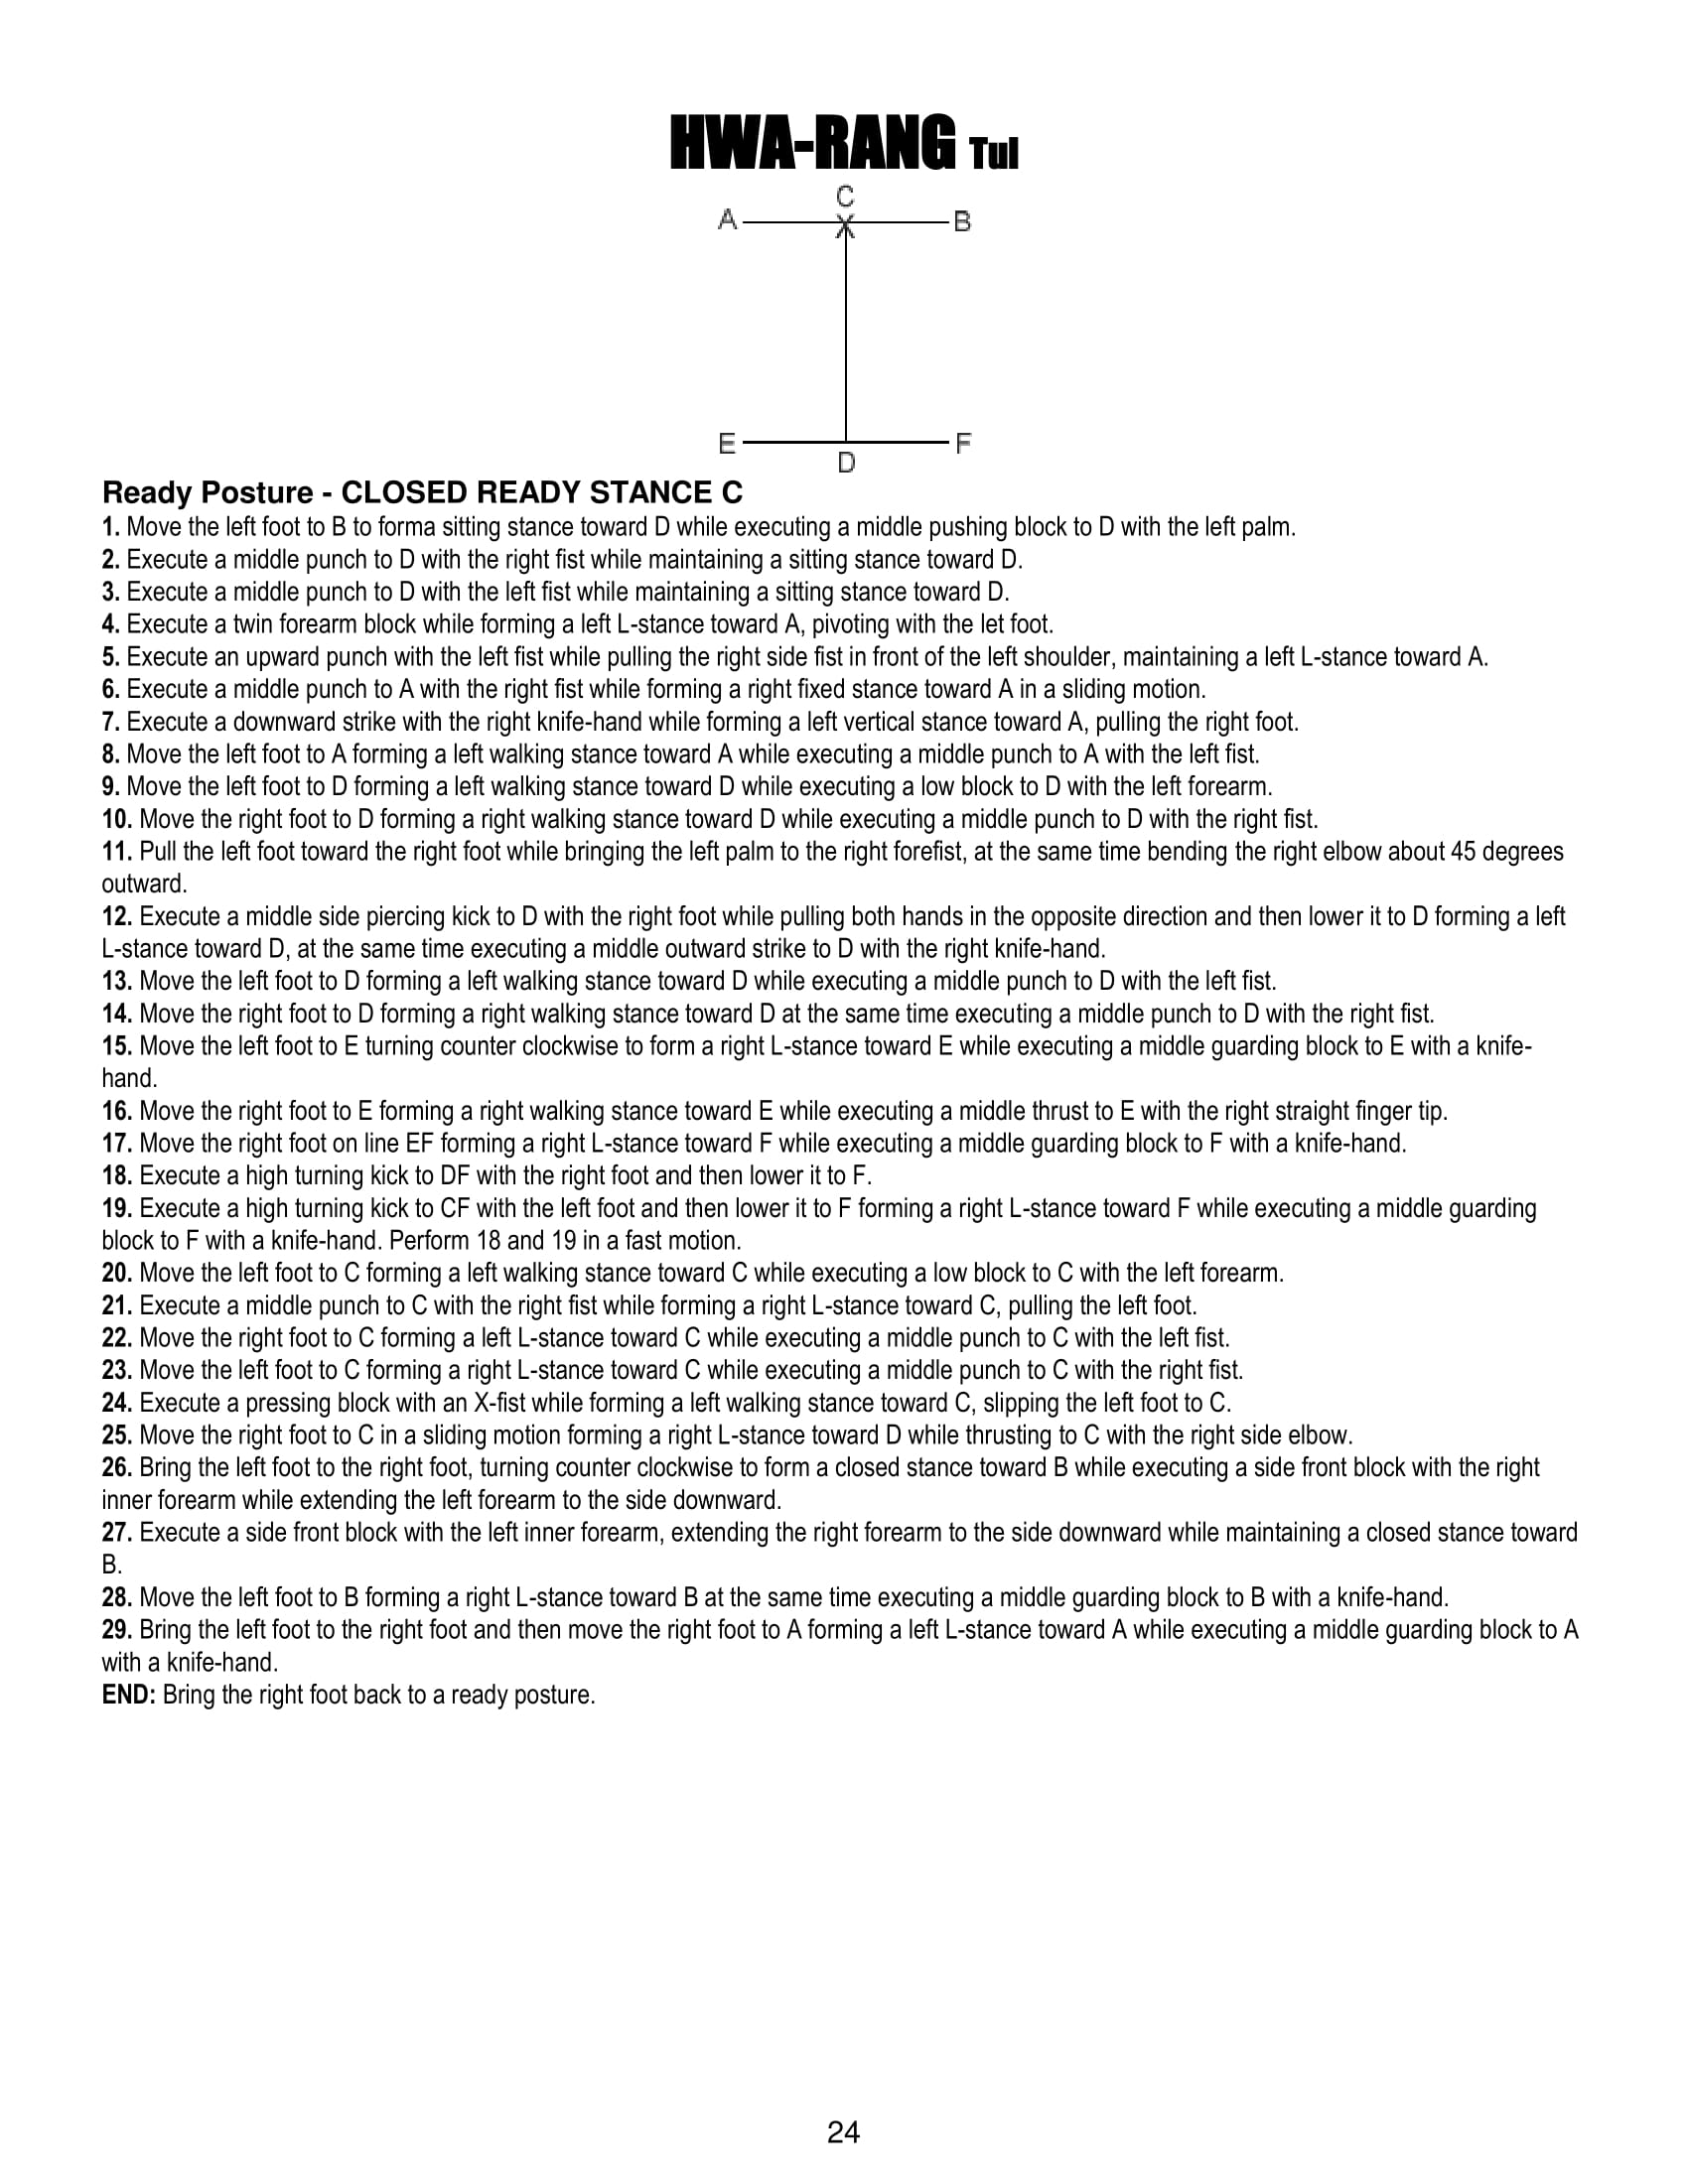 HWA-RANG Tul
C
A
X
B
E
F
D
Ready Posture - CLOSED READY STANCE C
1. Move the left foot to B to forma sitting stance toward D while executing a middle pushing block to D with the left palm.
2. Execute a middle punch to D with the right fist while maintaining a sitting stance toward D.
3. Execute a middle punch to D with the left fist while maintaining a sitting stance toward D.
4. Execute a twin forearm block while forming a left L-stance toward A, pivoting with the let foot.
5. Execute an upward punch with the left fist while pulling the right side fist in front of the left shoulder, maintaining a left L-stance toward A.
6. Execute a middle punch to A with the right fist while forming a right fixed stance toward A in a sliding motion.
7. Execute a downward strike with the right knife-hand while forming a left vertical stance toward A, pulling the right foot.
8. Move the left foot to A forming a left walking stance toward A while executing a middle punch to A with the left fist.
9. Move the left foot to D forming a left walking stance toward D while executing a low block to D with the left forearm.
10. Move the right foot to D forming a right walking stance toward D while executing a middle punch to D with the right fist.
11. Pull the left foot toward the right foot while bringing the left palm to the right forefist, at the same time bending the right elbow about 45 degrees
outward.
12. Execute a middle side piercing kick to D with the right foot while pulling both hands in the opposite direction and then lower it to D forming a left
L-stance toward D, at the same time executing a middle outward strike to D with the right knife-hand.
13. Move the left foot to D forming a left walking stance toward D while executing a middle punch to D with the left fist.
14. Move the right foot to D forming a right walking stance toward D at the same time executing a middle punch to D with the right fist.
15. Move the left foot to E turning counter clockwise to form a right L-stance toward E while executing a middle guarding block to E with a knife-
hand.
16. Move the right foot to E forming a right walking stance toward E while executing a middle thrust to E with the right straight finger tip.
17. Move the right foot on line EF forming a right L-stance toward F while executing a middle guarding block to F with a knife-hand.
18. Execute a high turning kick to DF with the right foot and then lower it to F.
19. Execute a high turning kick to CF with the left foot and then lower it to F forming a right L-stance toward F while executing a middle guarding
block to F with a knife-hand. Perform 18 and 19 in a fast motion.
20. Move the left foot to C forming a left walking stance toward C while executing a low block to C with the left forearm.
21. Execute a middle punch to C with the right fist while forming a right L-stance toward C, pulling the left foot.
22. Move the right foot to C forming a left L-stance toward C while executing a middle punch to C with the left fist.
23. Move the left foot to C forming a right L-stance toward C while executing a middle punch to C with the right fist.
24. Execute a pressing block with an X-fist while forming a left walking stance toward C, slipping the left foot to C.
25. Move the right foot to C in a sliding motion forming a right L-stance toward D while thrusting to C with the right side elbow.
26. Bring the left foot to the right foot, turning counter clockwise to form a closed stance toward B while executing a side front block with the right
inner forearm while extending the left forearm to the side downward.
27. Execute a side front block with the left inner forearm, extending the right forearm to the side downward while maintaining a closed stance toward
B.
28. Move the left foot to B forming a right L-stance toward B at the same time executing a middle guarding block to B with a knife-hand.
29. Bring the left foot to the right foot and then move the right foot to A forming a left L-stance toward A while executing a middle guarding block to A
with a knife-hand.
END: Bring the right foot back to a ready posture.
24